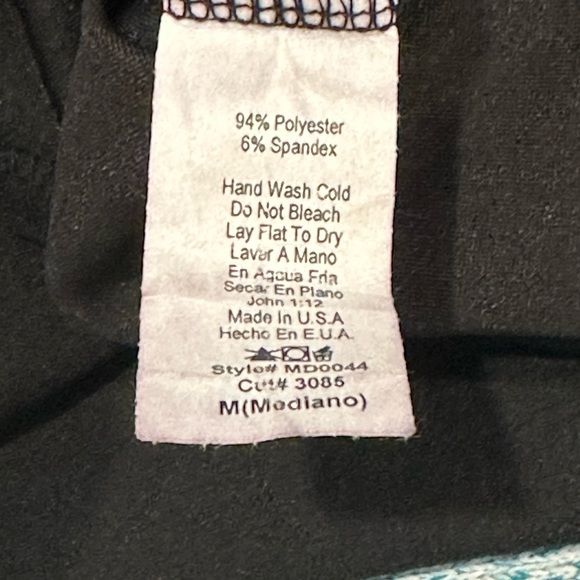 94% Polyester
6% Spandex
Hand Wash Cold
Do Not Bleach
Lay Flat To Dry
Lavar A Mano
En Agcua Fria
Secar En Plano
John 1:12
Made In U.S.A
Hecho En E.U.A.
Style# MD0044
Cut# 3085
M(Mediano)